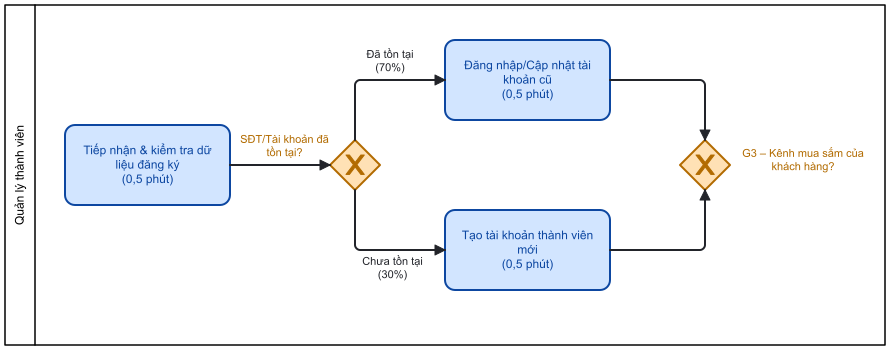 Quản lý thành viên
Tiếp nhận & kiểm tra dữ
liệu đăng ký
(0,5 phút)
SĐT/Tài khoản đã
tồn tại?
X
Đã tồn tại
(70%)
Đăng nhập/Cập nhật tài
khoản cũ
(0,5 phút)
Chưa tồn tại
(30%)
Tạo tài khoản thành viên
mới
(0,5 phút)
X
G3 – Kênh mua sắm của
khách hàng?